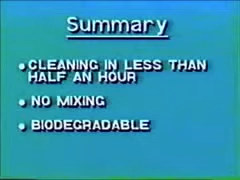 Summary
• CLEANING IN LESS THAN
HALF AN HOUR
• NO MIXING
• BIODEGRADABLE